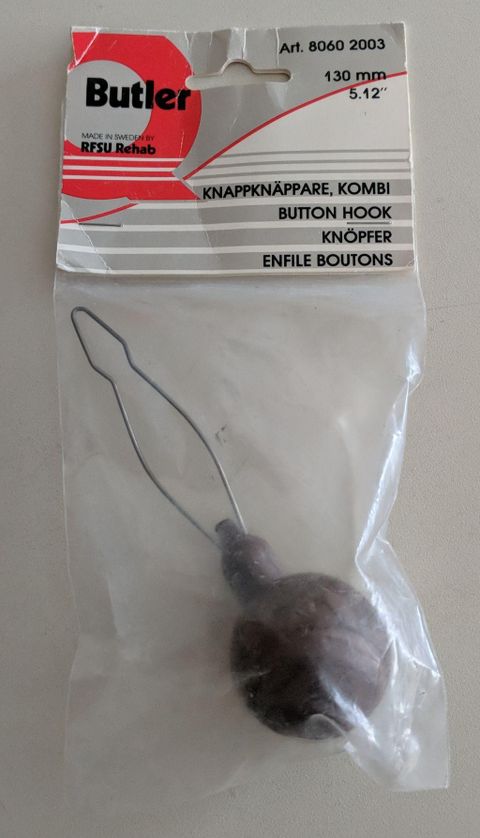 Art. 8060 2003
130 mm
5.12"
Butler
MADE IN SWEDEN BY
RFSU Rehab
KNAPPKNÄPPARE, KOMBI
BUTTON HOOK
KNÖPFER
ENFILE BOUTONS